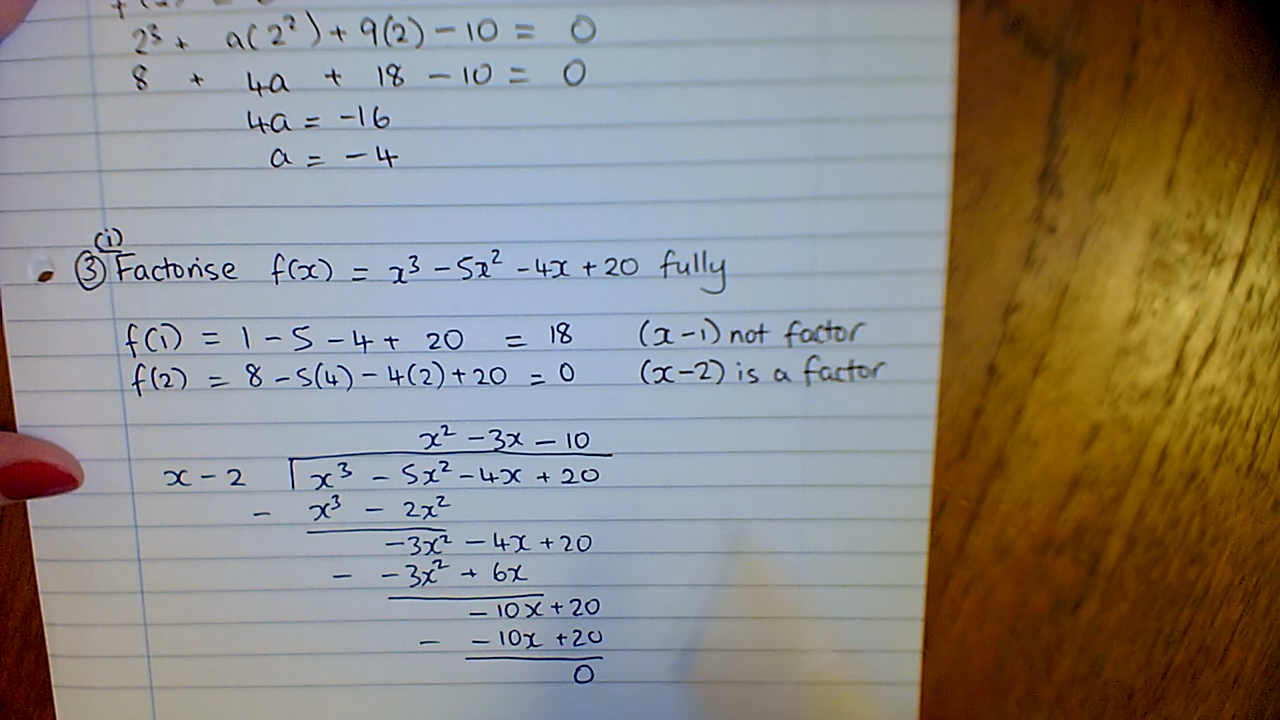 2³ + a(2²) + 9(2) - 10 = 0
8 + 4a + 18 - 10 = 0
4a = -16
a = -4
(i)
③ Factorise f(x) = x³ - 5x² - 4x + 20 fully
f(1) = 1 - 5 - 4 + 20 = 18 (x-1) not factor
f(2) = 8 - 5(4) - 4(2) + 20 = 0 (x-2) is a factor
x² - 3x - 10
x - 2 x³ - 5x² - 4x + 20
- x³ - 2x²
-3x² - 4x + 20
- -3x² + 6x
-10x + 20
- -10x + 20
0